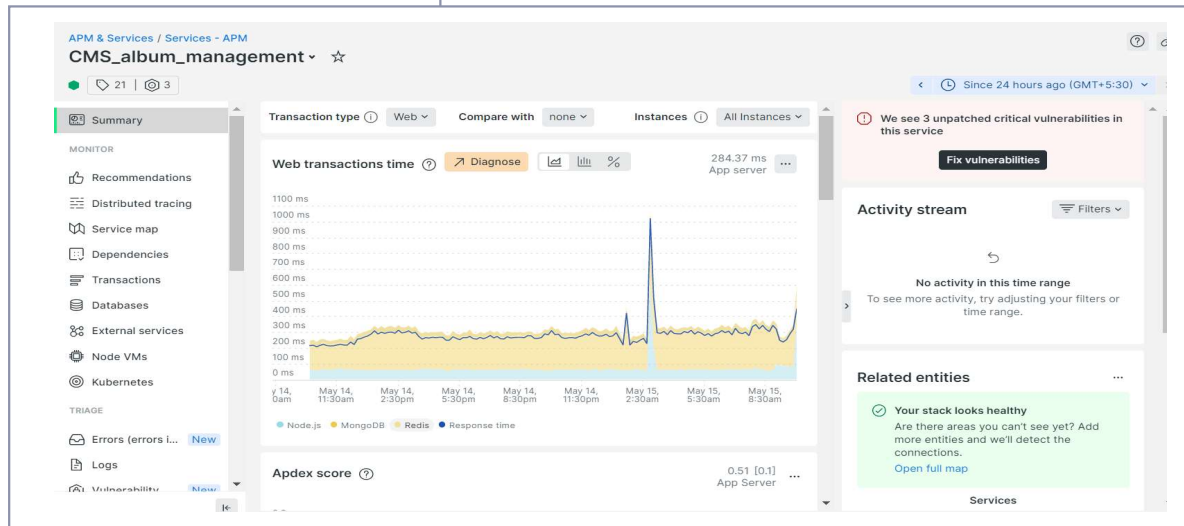 APM & Services / Services - APM
CMS_album_management
21 | 3
Since 24 hours ago (GMT+5:30)
Summary
MONITOR
Recommendations
Distributed tracing
Service map
Dependencies
Transactions
Databases
External services
Node VMs
Kubernetes
TRIAGE
Errors (errors i... New
Logs
Vulnerability New
Transaction type Web Compare with none Instances All Instances
Web transactions time Diagnose % 284.37 ms
App server
1100 ms
1000 ms
900 ms
800 ms
700 ms
600 ms
500 ms
400 ms
300 ms
200 ms
100 ms
0 ms
y 14, May 14, May 14, May 14, May 14, May 14, May 15, May 15, May 15,
0am 11:30am 2:30pm 5:30pm 8:30pm 11:30pm 2:30am 5:30am 8:30am
Node.js MongoDB Redis Response time
Apdex score 0.51 [0.1]
App Server
We see 3 unpatched critical vulnerabilities in
this service
Fix vulnerabilities
Activity stream Filters
No activity in this time range
To see more activity, try adjusting your filters or
time range.
Related entities
Your stack looks healthy
Are there areas you can't see yet? Add
more entities and we'll detect the
connections.
Open full map
Services